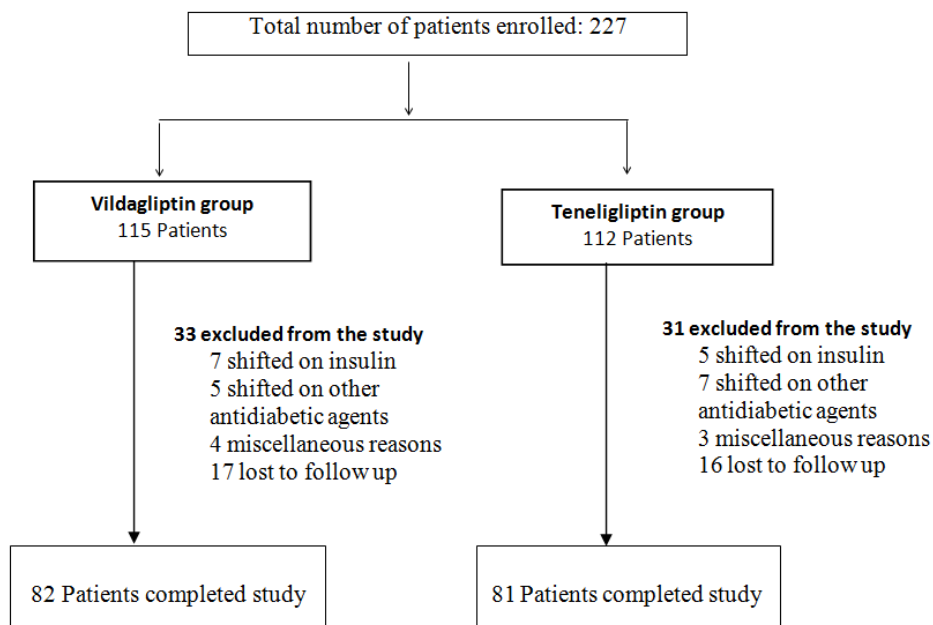 Total number of patients enrolled: 227
Vildagliptin group
115 Patients
Teneligliptin group
112 Patients
33 excluded from the study
7 shifted on insulin
5 shifted on other
antidiabetic agents
4 miscellaneous reasons
17 lost to follow up
31 excluded from the study
5 shifted on insulin
7 shifted on other
antidiabetic agents
3 miscellaneous reasons
16 lost to follow up
82 Patients completed study
81 Patients completed study